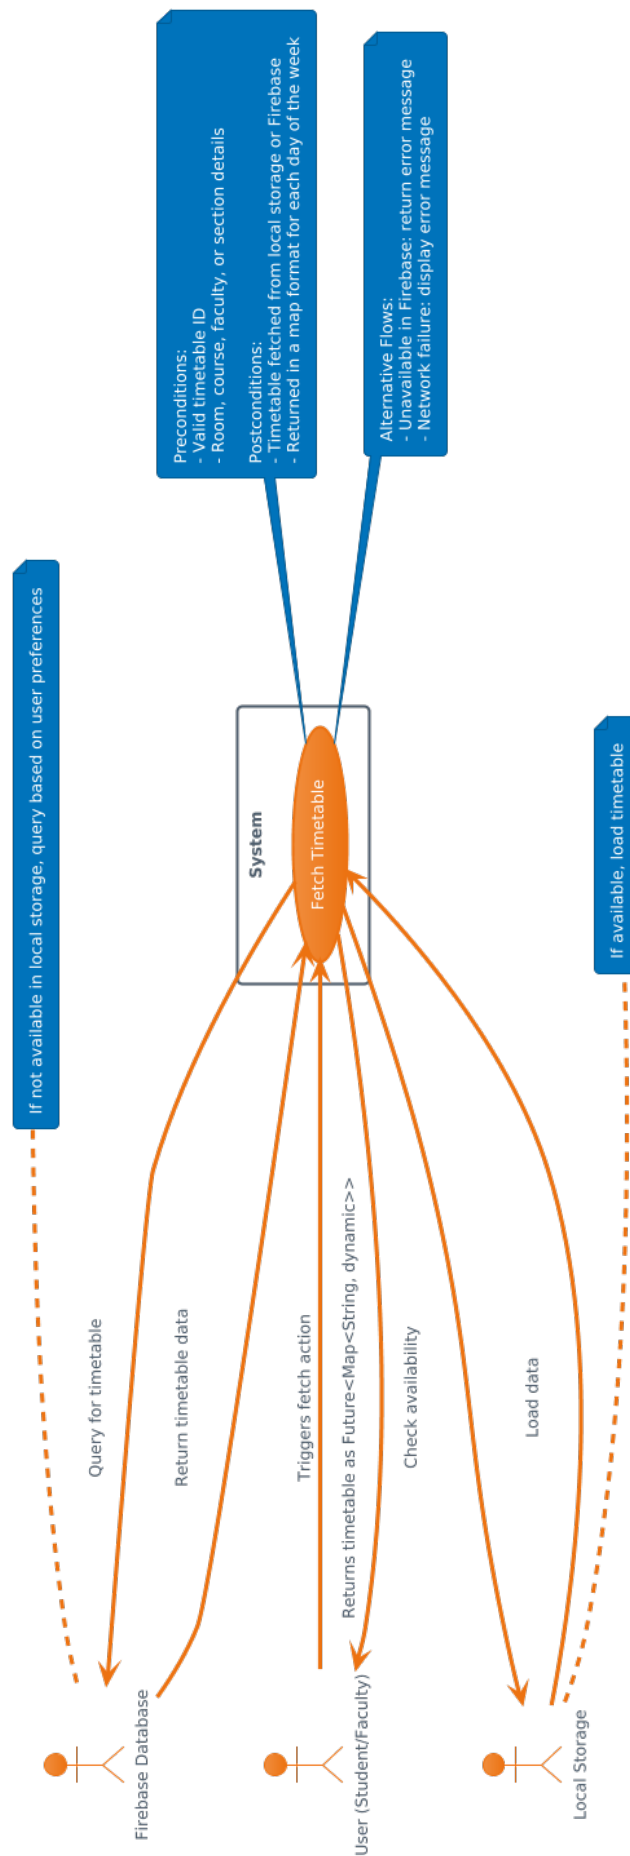 If not available in local storage, query based on user preferences
Preconditions:
- Valid timetable ID
- Room, course, faculty, or section details
Postconditions:
- Timetable fetched from local storage or Firebase
- Returned in a map format for each day of the week
Alternative Flows:
- Unavailable in Firebase: return error message
- Network failure: display error message
System
Fetch Timetable
If available, load timetable
Query for timetable
Return timetable data
Triggers fetch action
Returns timetable as Future<Map<String, dynamic>>
Check availability
Load data
Firebase Database
User (Student/Faculty)
Local Storage